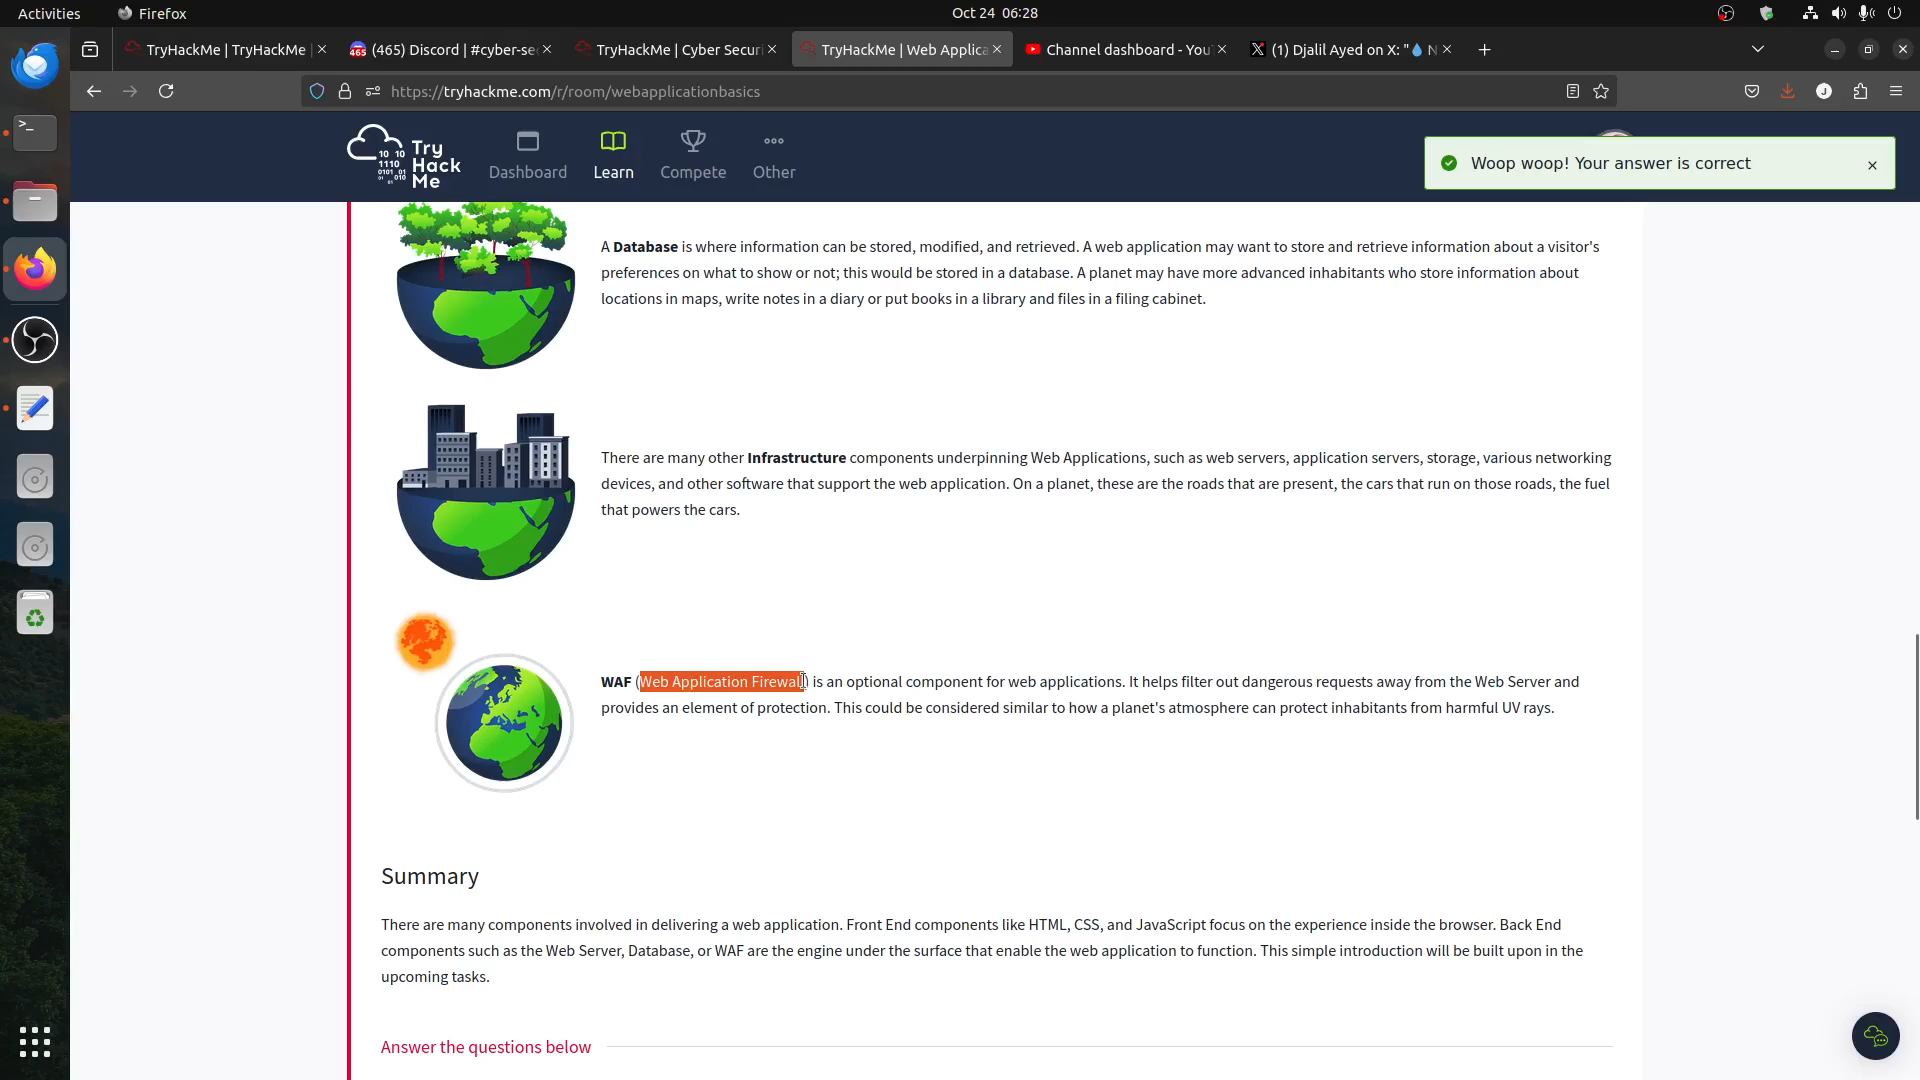 Activities
Firefox
Oct 24 06:28
TryHackMe | TryHackMe
(465) Discord | #cyber-sec
TryHackMe | Cyber Securi
TryHackMe | Web Applica
Channel dashboard - You
(1) Djalil Ayed on X: "💧 N
https://tryhackme.com/r/room/webapplicationbasics
Try Hack Me
Dashboard
Learn
Compete
Other
Woop woop! Your answer is correct
A Database is where information can be stored, modified, and retrieved. A web application may want to store and retrieve information about a visitor's
preferences on what to show or not; this would be stored in a database. A planet may have more advanced inhabitants who store information about
locations in maps, write notes in a diary or put books in a library and files in a filing cabinet.
There are many other Infrastructure components underpinning Web Applications, such as web servers, application servers, storage, various networking
devices, and other software that support the web application. On a planet, these are the roads that are present, the cars that run on those roads, the fuel
that powers the cars.
WAF (Web Application Firewall) is an optional component for web applications. It helps filter out dangerous requests away from the Web Server and
provides an element of protection. This could be considered similar to how a planet's atmosphere can protect inhabitants from harmful UV rays.
Summary
There are many components involved in delivering a web application. Front End components like HTML, CSS, and JavaScript focus on the experience inside the browser. Back End
components such as the Web Server, Database, or WAF are the engine under the surface that enable the web application to function. This simple introduction will be built upon in the
upcoming tasks.
Answer the questions below